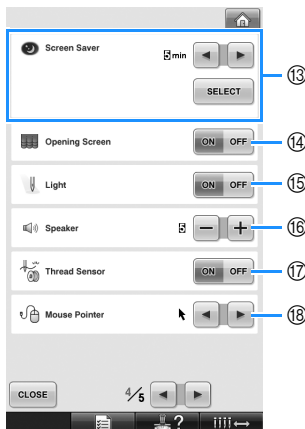 Screen Saver
5 min
SELECT
⑬
Opening Screen
ON OFF
⑭
Light
ON OFF
⑮
Speaker
5 − +
⑯
Thread Sensor
ON OFF
⑰
Mouse Pointer
⑱
CLOSE
4/5
?